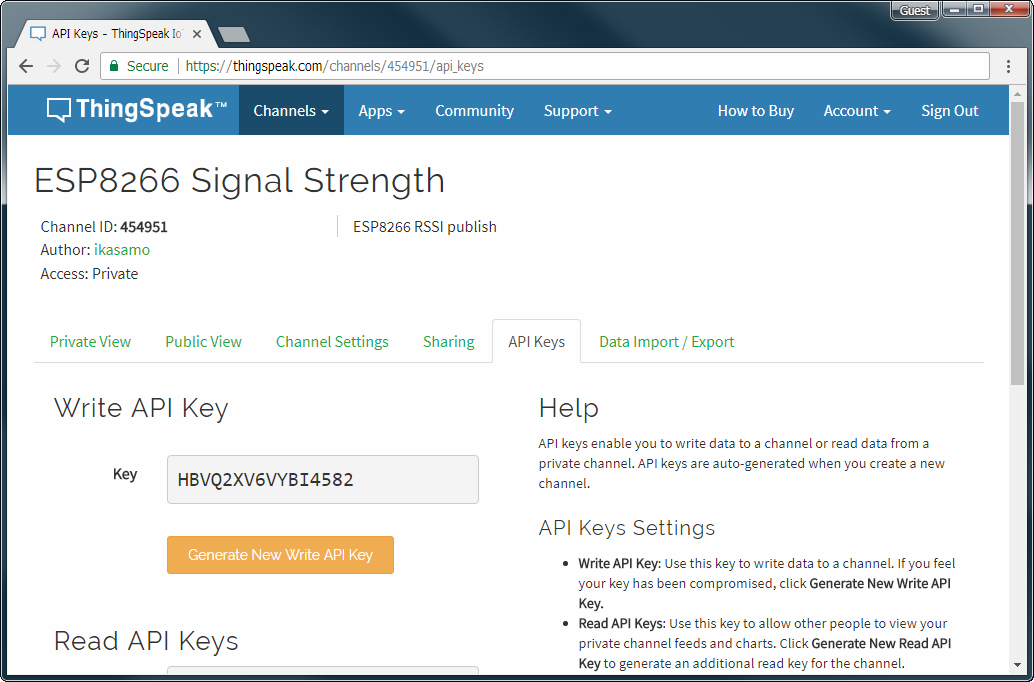 Guest
API Keys - ThingSpeak Io
Secure https://thingspeak.com/channels/454951/api_keys
ThingSpeak™ Channels Apps Community Support How to Buy Account Sign Out
ESP8266 Signal Strength
Channel ID: 454951
Author: ikasamo
Access: Private
ESP8266 RSSI publish
Private View Public View Channel Settings Sharing API Keys Data Import / Export
Write API Key
Key HBVQ2XV6VYBI4582
Generate New Write API Key
Read API Keys
Help
API keys enable you to write data to a channel or read data from a
private channel. API keys are auto-generated when you create a new
channel.
API Keys Settings
• Write API Key: Use this key to write data to a channel. If you feel
your key has been compromised, click Generate New Write API
Key.
• Read API Keys: Use this key to allow other people to view your
private channel feeds and charts. Click Generate New Read API
Key to generate an additional read key for the channel.